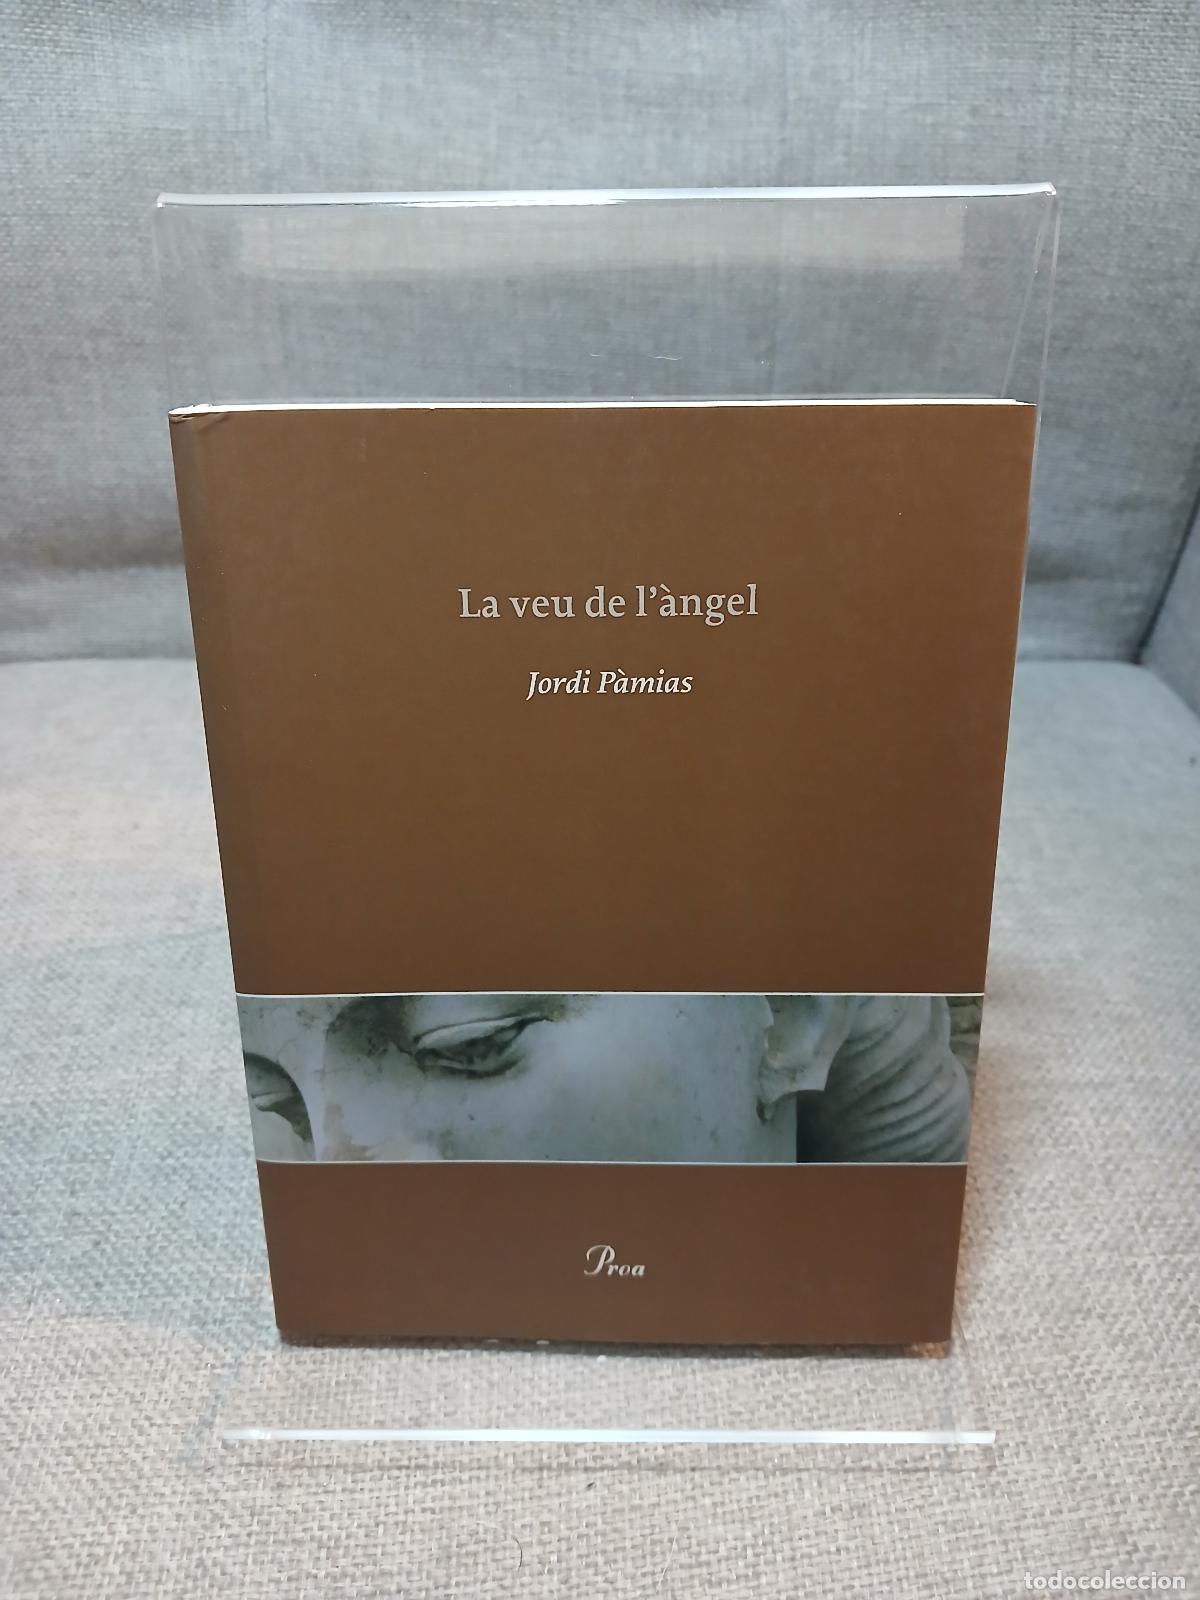 La veu de l'àngel
Jordi Pàmias
Proa
todocoleccion